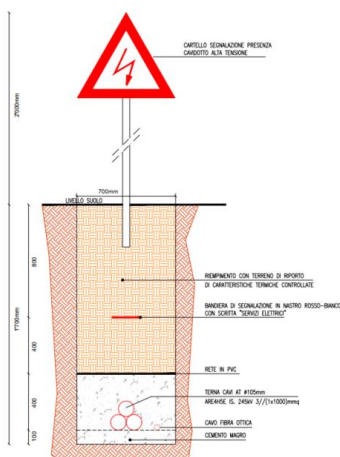 CARTELLO SEGNALAZIONE PRESENZA
CAVIDOTTO ALTA TENSIONE
2'000mm
700mm
LIVELLO SUOLO
800
RIEMPIMENTO CON TERRENO DI RIPORTO
DI CARATTERISTICHE TERMICHE CONTROLLATE
BANDIERA DI SEGNALAZIONE IN NASTRO ROSSO-BIANCO
CON SCRITTA "SERVIZI ELETTRICI"
1'700mm
400
RETE IN PVC
TERNA CAVI AT #105mm
ARE4H5E IS. 245kV 3//(1x1000)mmq
400
CAVO FIBRA OTTICA
CEMENTO MAGRO
100